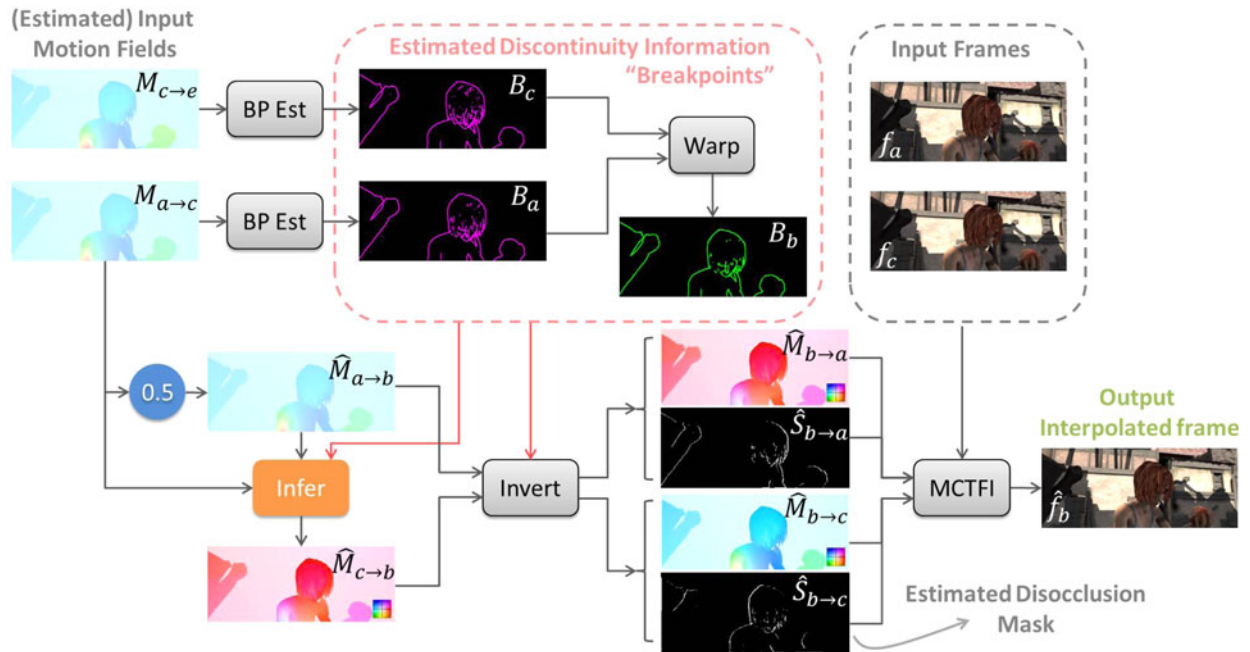 (Estimated) Input
Motion Fields
Estimated Discontinuity Information
"Breakpoints"
Input Frames
M_{c→e}
BP Est
B_c
Warp
f_a
M_{a→c}
BP Est
B_a
B_b
f_c
0.5
M̂_{a→b}
M̂_{b→a}
Ŝ_{b→a}
Output
Interpolated frame
Infer
Invert
MCTFI
f̂_b
M̂_{c→b}
M̂_{b→c}
Ŝ_{b→c}
Estimated Disocclusion
Mask